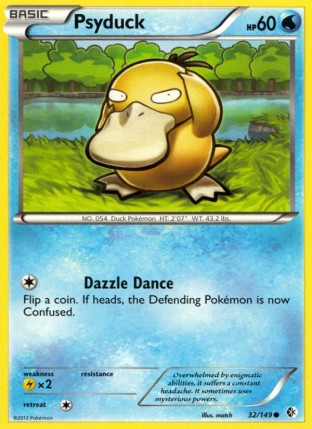 BASIC
Psyduck HP60
NO. 054 Duck Pokémon HT: 2'07" WT: 43.2 lbs.
Dazzle Dance
Flip a coin. If heads, the Defending Pokémon is now
Confused.
weakness resistance
×2
retreat
Overwhelmed by enigmatic
abilities, it suffers a constant
headache. It sometimes uses
mysterious powers.
©2012 Pokémon
Illus. match 32/149